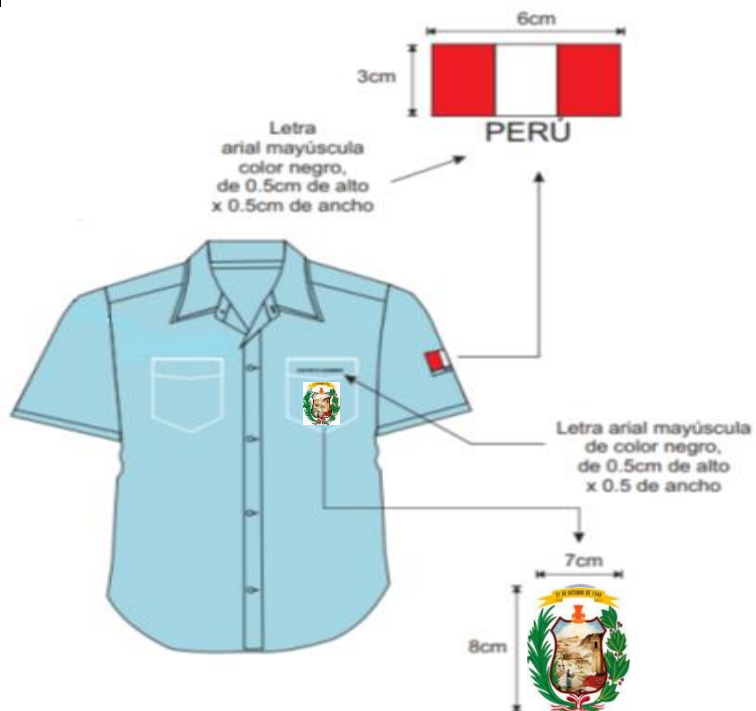 6cm
3cm
PERÚ
Letra
arial mayúscula
color negro,
de 0.5cm de alto
x 0.5cm de ancho
Letra arial mayúscula
de color negro,
de 0.5cm de alto
x 0.5 de ancho
7cm
8cm